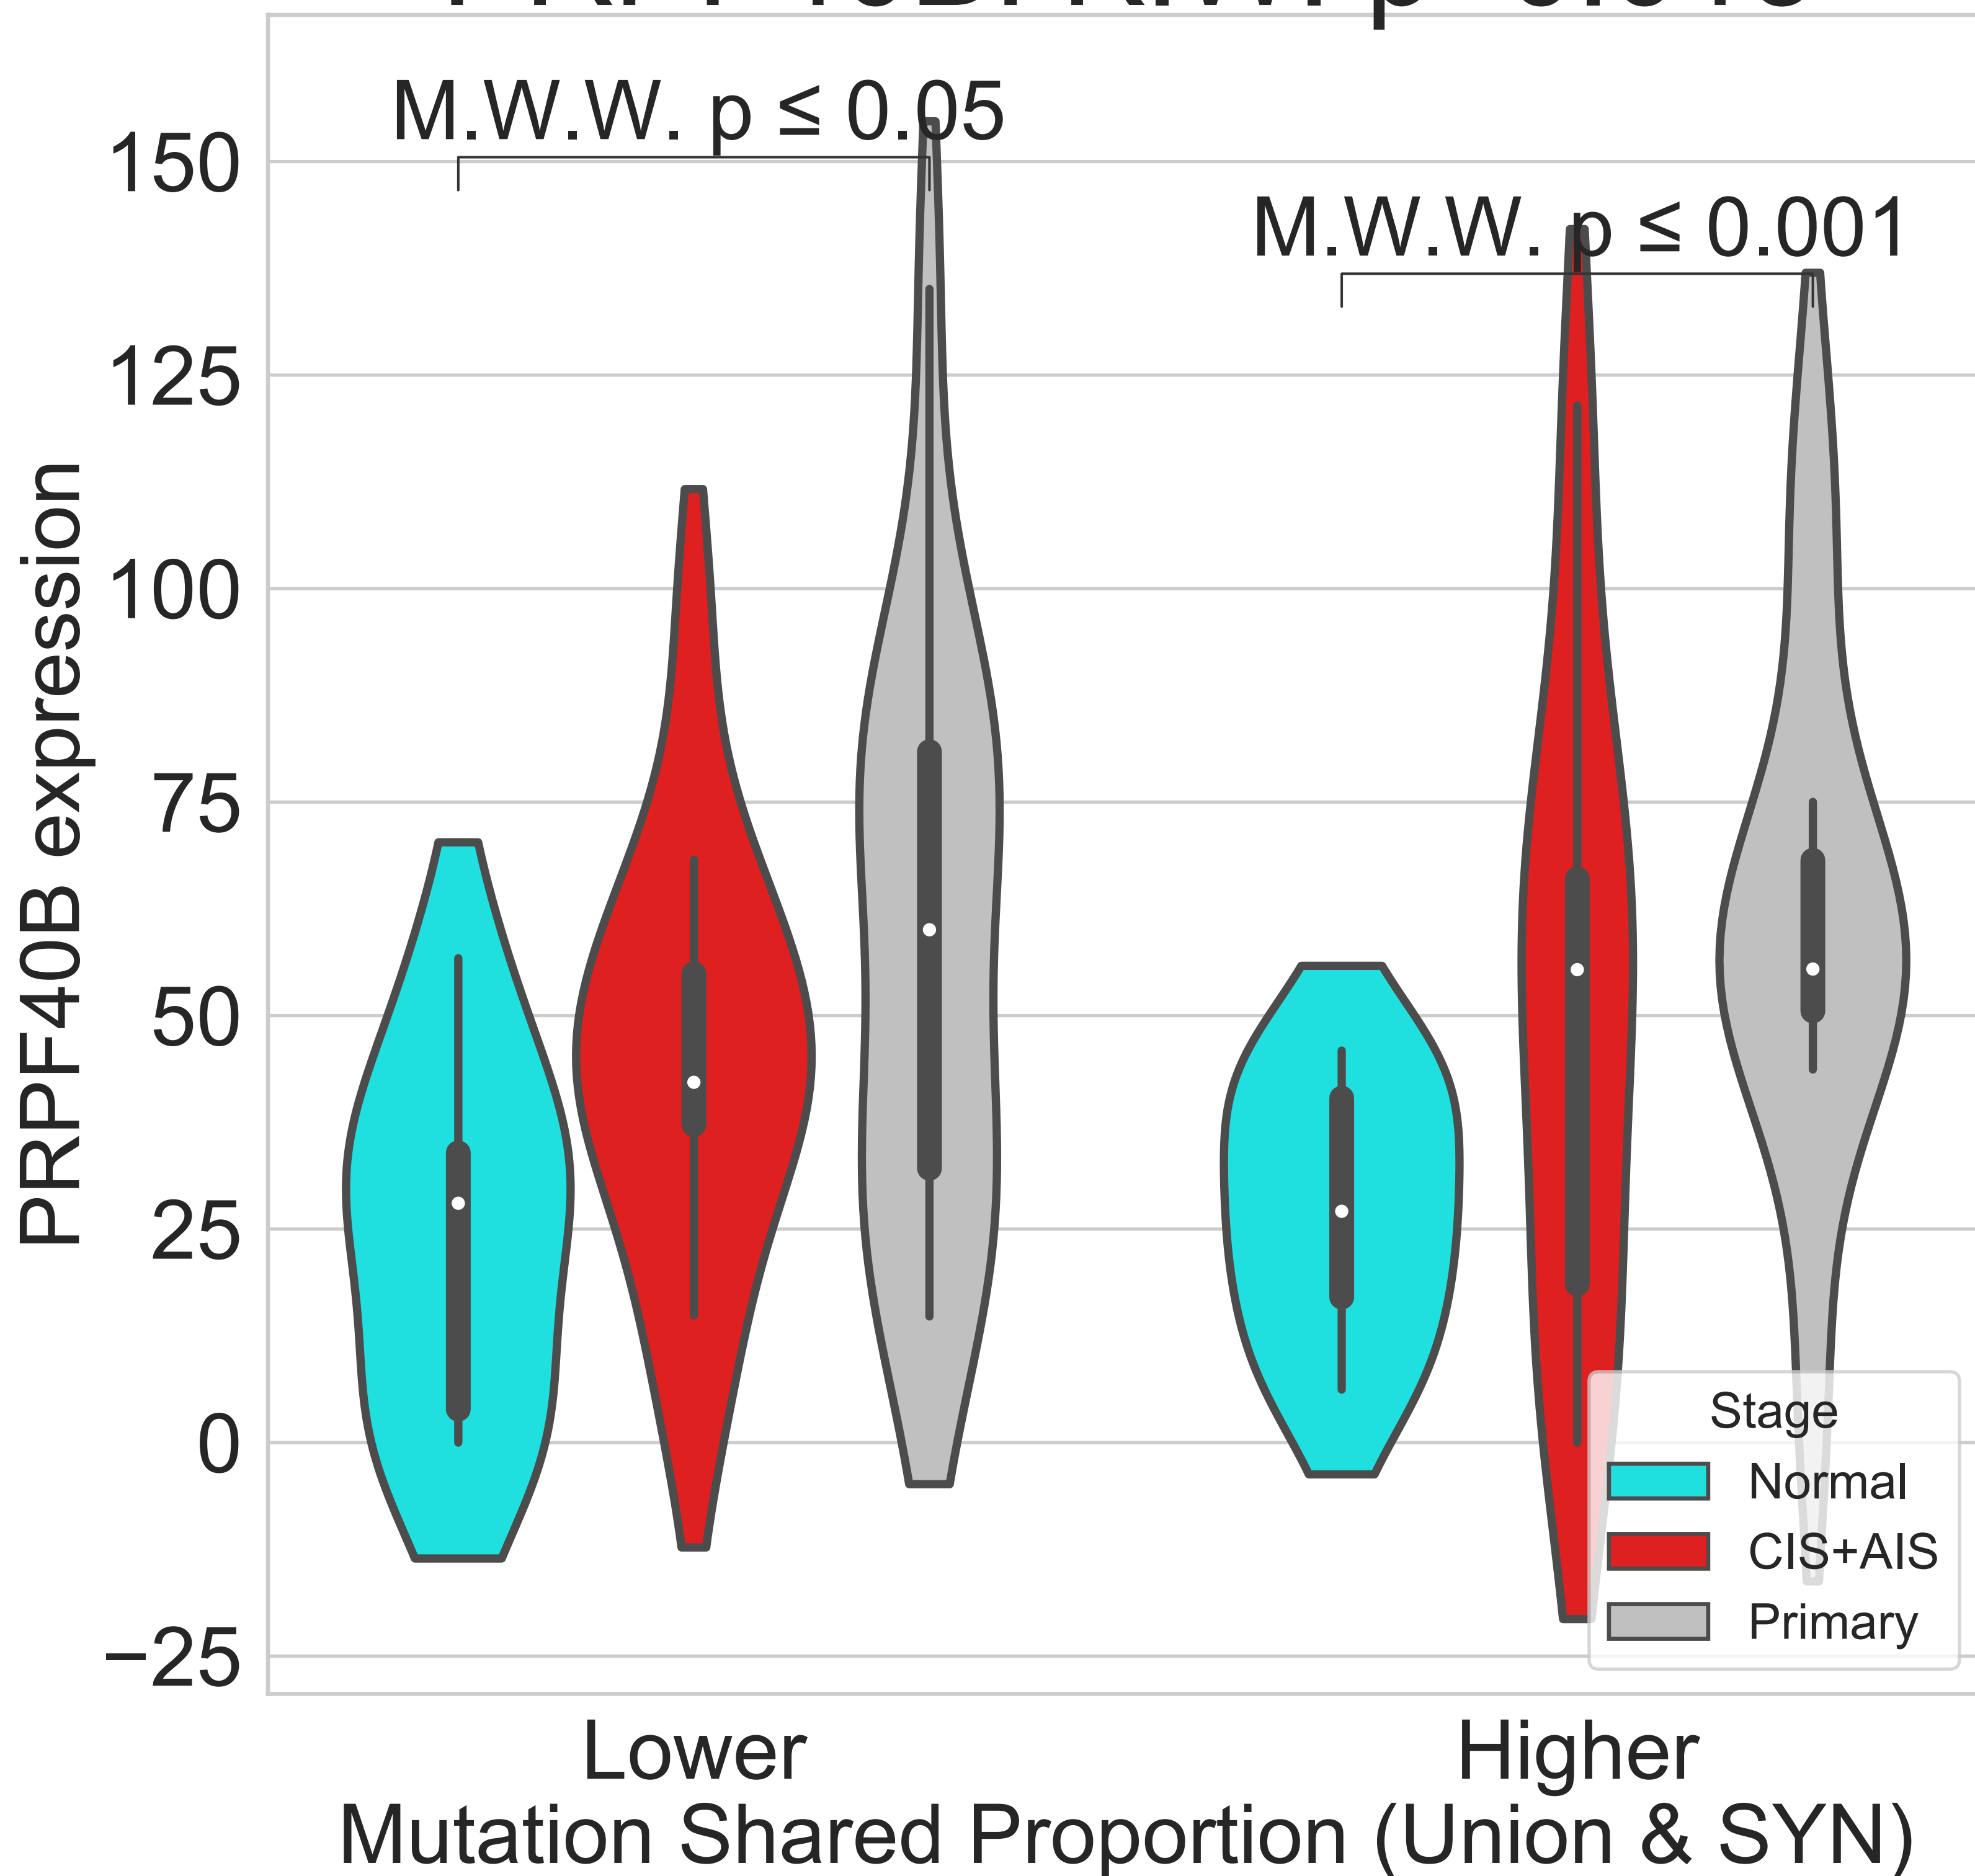 M.W.W. p ≤ 0.05
M.W.W. p ≤ 0.001
150
125
100
75
50
25
0
−25
PRPF40B expression
Stage
Normal
CIS+AIS
Primary
Lower
Higher
Mutation Shared Proportion (Union & SYN)